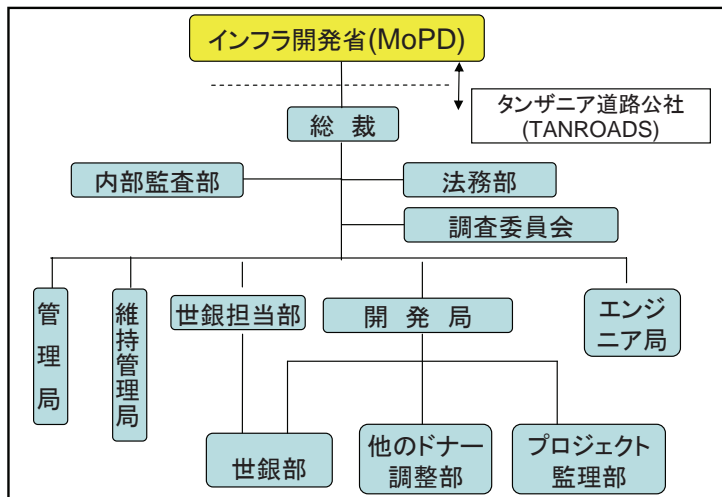 インフラ開発省(MoPD)
タンザニア道路公社
(TANROADS)
総 裁
内部監査部
法務部
調査委員会
管理局
維持管理局
世銀担当部
開 発 局
エンジ
ニア局
世銀部
他のドナー
調整部
プロジェクト
監理部